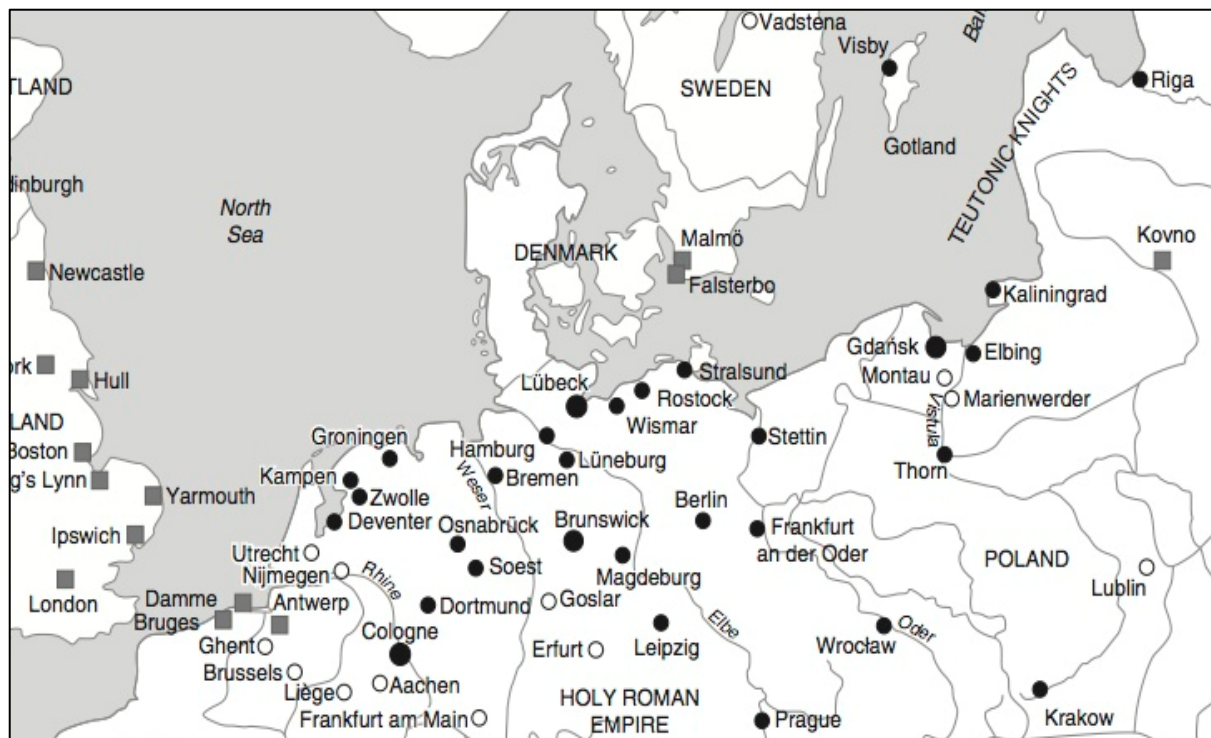 Vadstena
Bal
Visby
TLAND
SWEDEN
Riga
TEUTONIC KNIGHTS
Gotland
dinburgh
North
Sea
Malmö
Kovno
DENMARK
Newcastle
Falsterbo
Kaliningrad
Gdańsk
Elbing
ork
Hull
Stralsund
Montau
Lübeck
Rostock
Marienwerder
LAND
Wismar
Vistula
Groningen
Hamburg
Stettin
Boston
Lüneburg
Thorn
Kampen
Weser
Bremen
g's Lynn
Yarmouth
Zwolle
Berlin
Deventer
Osnabrück
Brunswick
Frankfurt
an der Oder
Ipswich
Utrecht
Soest
POLAND
Nijmegen
Rhine
Magdeburg
Lublin
London
Damme
Antwerp
Dortmund
Goslar
Bruges
Elbe
Oder
Cologne
Ghent
Erfurt
Leipzig
Wrocław
Brussels
Liège
Aachen
HOLY ROMAN
EMPIRE
Frankfurt am Main
Prague
Krakow